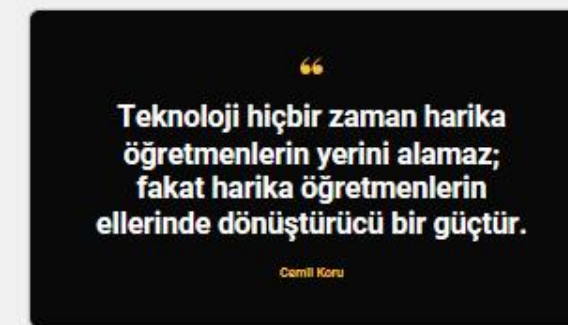 ❝
Teknoloji hiçbir zaman harika
öğretmenlerin yerini alamaz;
fakat harika öğretmenlerin
ellerinde dönüştürücü bir güçtür.
Cemil Koru